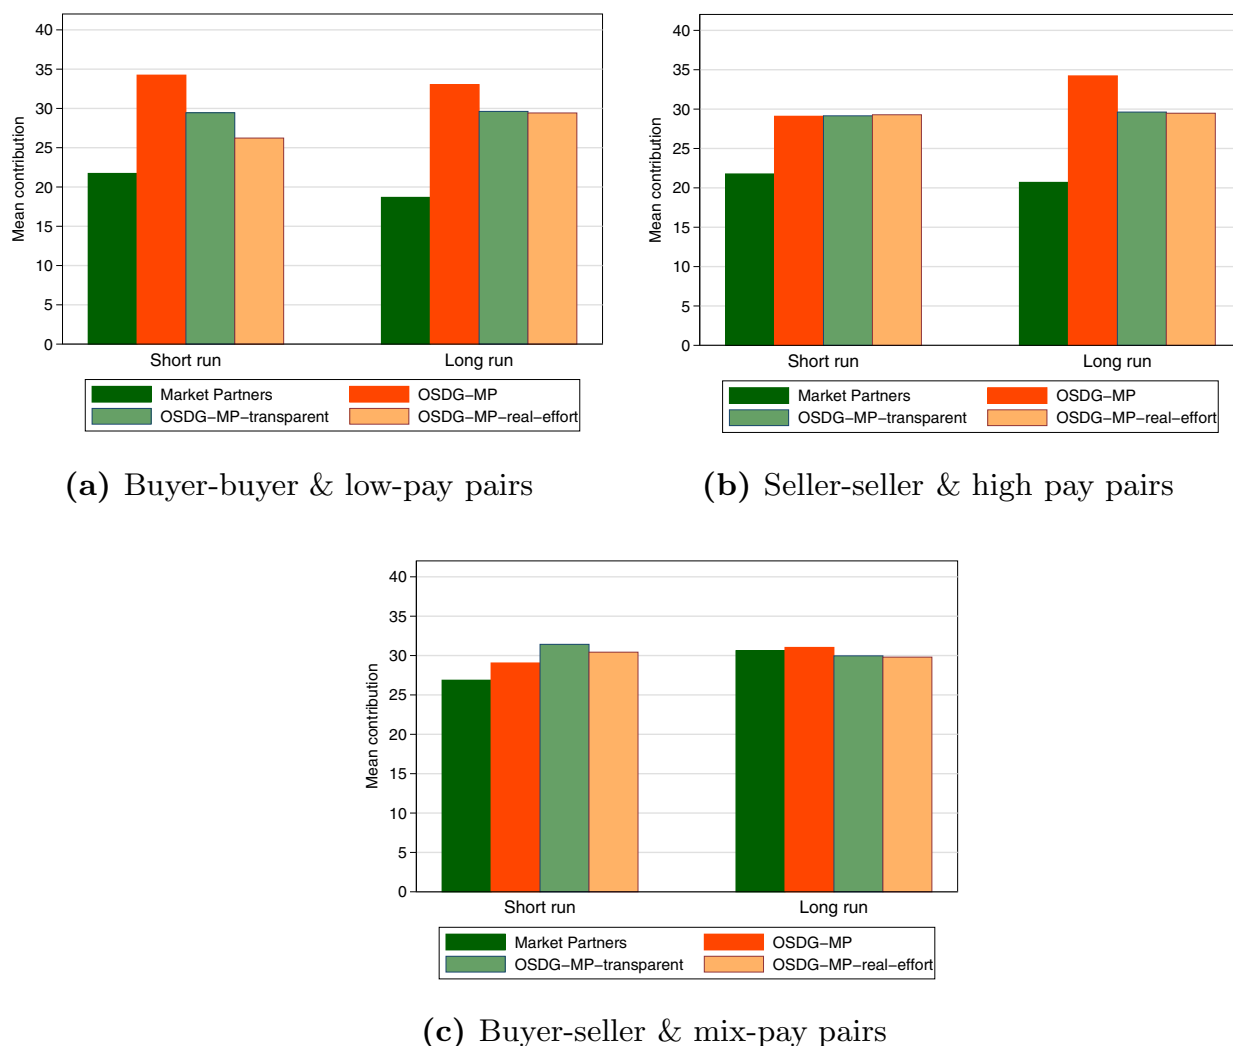 40
35
30
25
20
15
10
5
0
Mean contribution
Short run
Long run
Market Partners
OSDG−MP
OSDG−MP−transparent
OSDG−MP−real−effort
(a) Buyer-buyer & low-pay pairs
40
35
30
25
20
15
10
5
0
Mean contribution
Short run
Long run
Market Partners
OSDG−MP
OSDG−MP−transparent
OSDG−MP−real−effort
(b) Seller-seller & high pay pairs
40
35
30
25
20
15
10
5
0
Mean contribution
Short run
Long run
Market Partners
OSDG−MP
OSDG−MP−transparent
OSDG−MP−real−effort
(c) Buyer-seller & mix-pay pairs